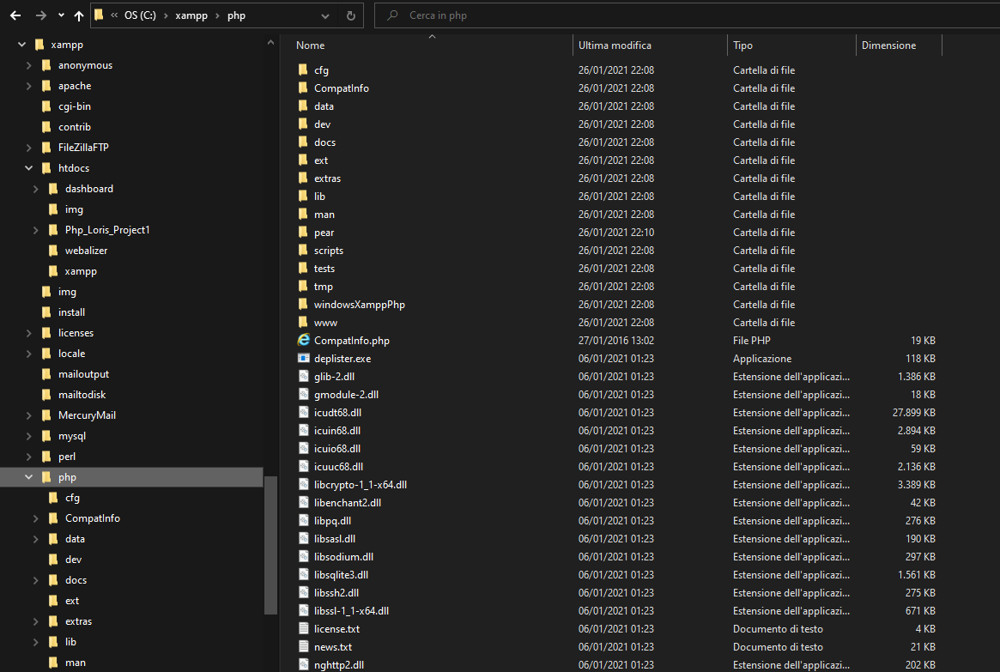 « OS (C:) › xampp › php
Cerca in php
xampp
anonymous
apache
cgi-bin
contrib
FileZillaFTP
htdocs
dashboard
img
Php_Loris_Project1
webalizer
xampp
img
install
licenses
locale
mailoutput
mailtodisk
MercuryMail
mysql
perl
php
cfg
CompatInfo
data
dev
docs
ext
extras
lib
man
Nome Ultima modifica Tipo Dimensione
cfg 26/01/2021 22:08 Cartella di file
CompatInfo 26/01/2021 22:08 Cartella di file
data 26/01/2021 22:08 Cartella di file
dev 26/01/2021 22:08 Cartella di file
docs 26/01/2021 22:08 Cartella di file
ext 26/01/2021 22:08 Cartella di file
extras 26/01/2021 22:08 Cartella di file
lib 26/01/2021 22:08 Cartella di file
man 26/01/2021 22:08 Cartella di file
pear 26/01/2021 22:10 Cartella di file
scripts 26/01/2021 22:08 Cartella di file
tests 26/01/2021 22:08 Cartella di file
tmp 26/01/2021 22:08 Cartella di file
windowsXamppPhp 26/01/2021 22:08 Cartella di file
www 26/01/2021 22:08 Cartella di file
CompatInfo.php 27/01/2016 13:02 File PHP 19 KB
deplister.exe 06/01/2021 01:23 Applicazione 118 KB
glib-2.dll 06/01/2021 01:23 Estensione dell'applicazi... 1.386 KB
gmodule-2.dll 06/01/2021 01:23 Estensione dell'applicazi... 18 KB
icudt68.dll 06/01/2021 01:23 Estensione dell'applicazi... 27.899 KB
icuin68.dll 06/01/2021 01:23 Estensione dell'applicazi... 2.894 KB
icuio68.dll 06/01/2021 01:23 Estensione dell'applicazi... 59 KB
icuuc68.dll 06/01/2021 01:23 Estensione dell'applicazi... 2.136 KB
libcrypto-1_1-x64.dll 06/01/2021 01:23 Estensione dell'applicazi... 3.389 KB
libenchant2.dll 06/01/2021 01:23 Estensione dell'applicazi... 42 KB
libpq.dll 06/01/2021 01:23 Estensione dell'applicazi... 276 KB
libsasl.dll 06/01/2021 01:23 Estensione dell'applicazi... 190 KB
libsodium.dll 06/01/2021 01:23 Estensione dell'applicazi... 297 KB
libsqlite3.dll 06/01/2021 01:23 Estensione dell'applicazi... 1.561 KB
libssh2.dll 06/01/2021 01:23 Estensione dell'applicazi... 275 KB
libssl-1_1-x64.dll 06/01/2021 01:23 Estensione dell'applicazi... 671 KB
license.txt 06/01/2021 01:23 Documento di testo 4 KB
news.txt 06/01/2021 01:23 Documento di testo 21 KB
nghttp2.dll 06/01/2021 01:23 Estensione dell'applicazi... 202 KB